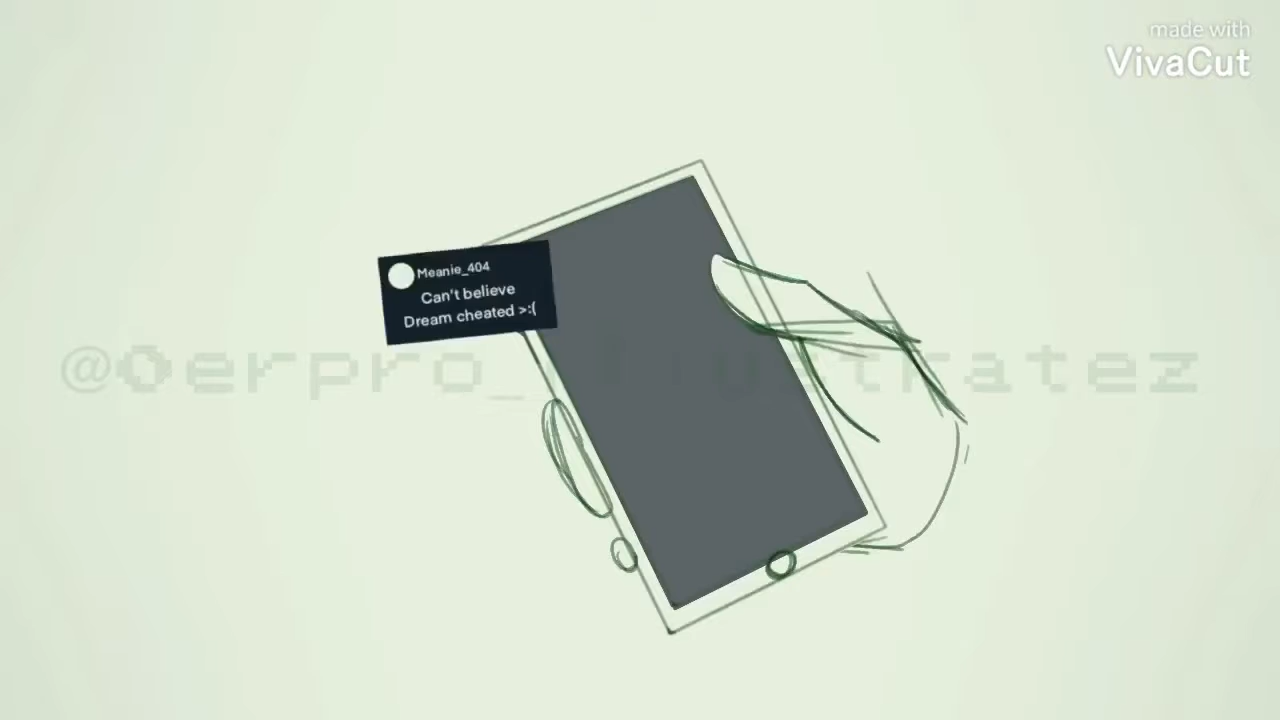 made with
VivaCut
Meanie_404
Can't believe
Dream cheated >:(